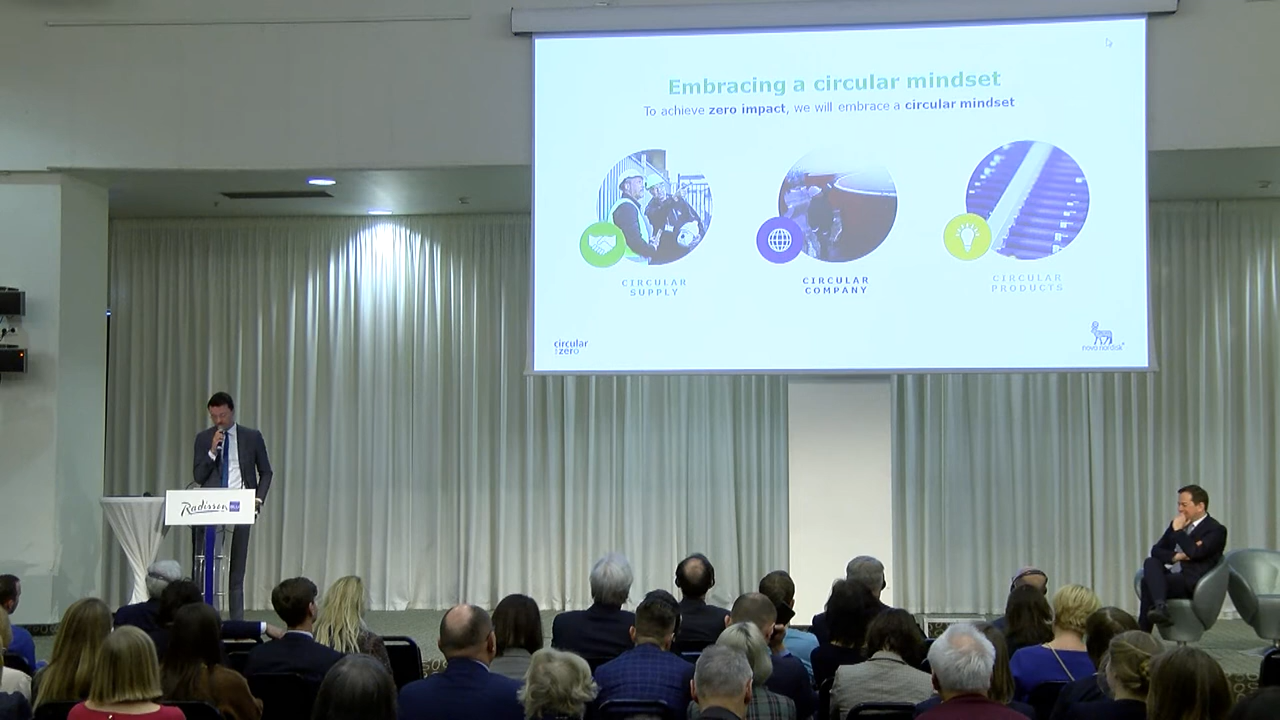 Embracing a circular mindset
To achieve zero impact, we will embrace a circular mindset
CIRCULAR
SUPPLY
CIRCULAR
COMPANY
CIRCULAR
PRODUCTS
circular
zero
novo nordisk
Radisson BLU